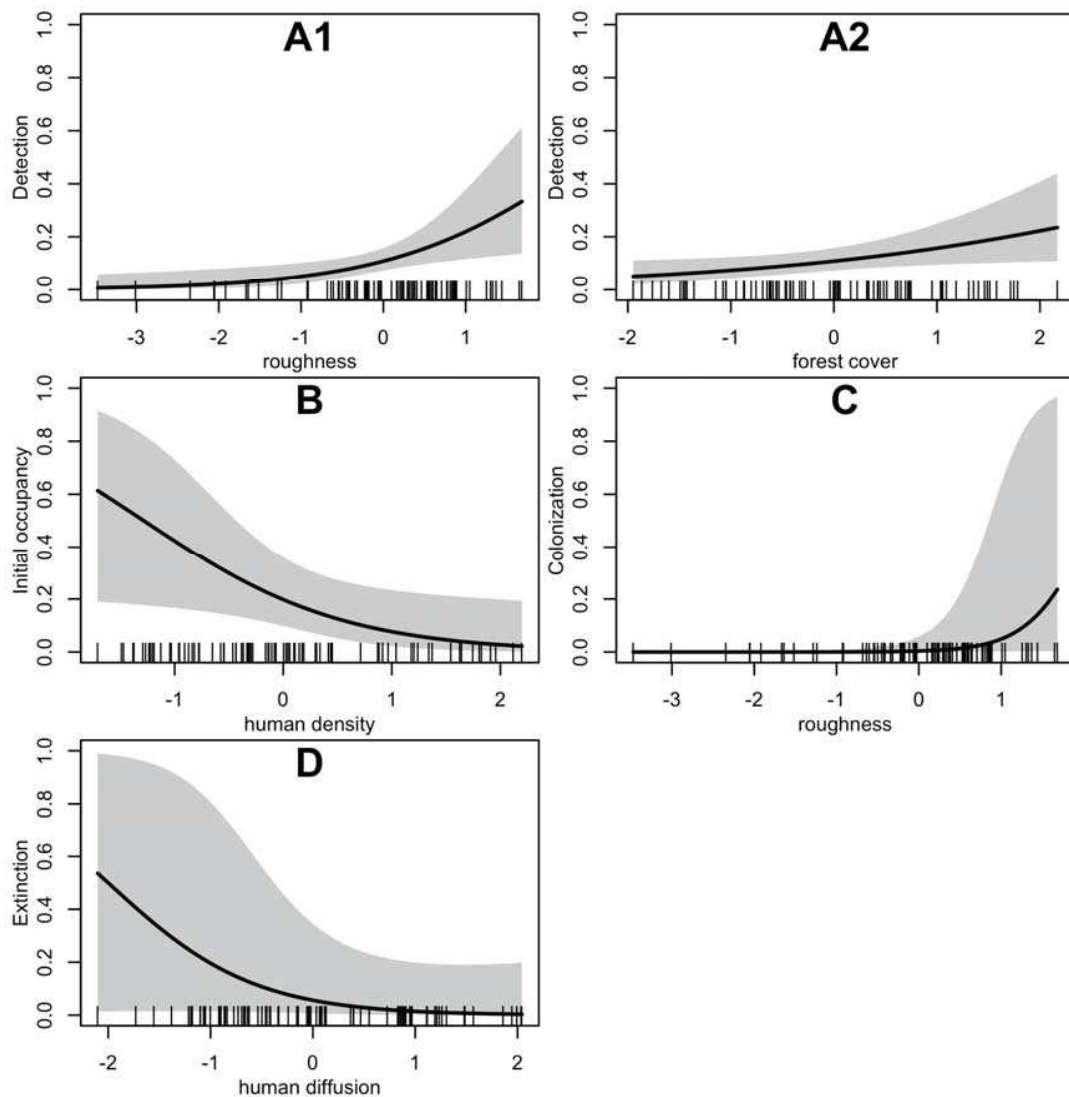 A1
Detection
1.0
0.8
0.6
0.4
0.2
0.0
-3 -2 -1 0 1
roughness
A2
Detection
1.0
0.8
0.6
0.4
0.2
0.0
-2 -1 0 1 2
forest cover
B
Initial occupancy
1.0
0.8
0.6
0.4
0.2
0.0
-1 0 1 2
human density
C
Colonization
1.0
0.8
0.6
0.4
0.2
0.0
-3 -2 -1 0 1
roughness
D
Extinction
1.0
0.8
0.6
0.4
0.2
0.0
-2 -1 0 1 2
human diffusion